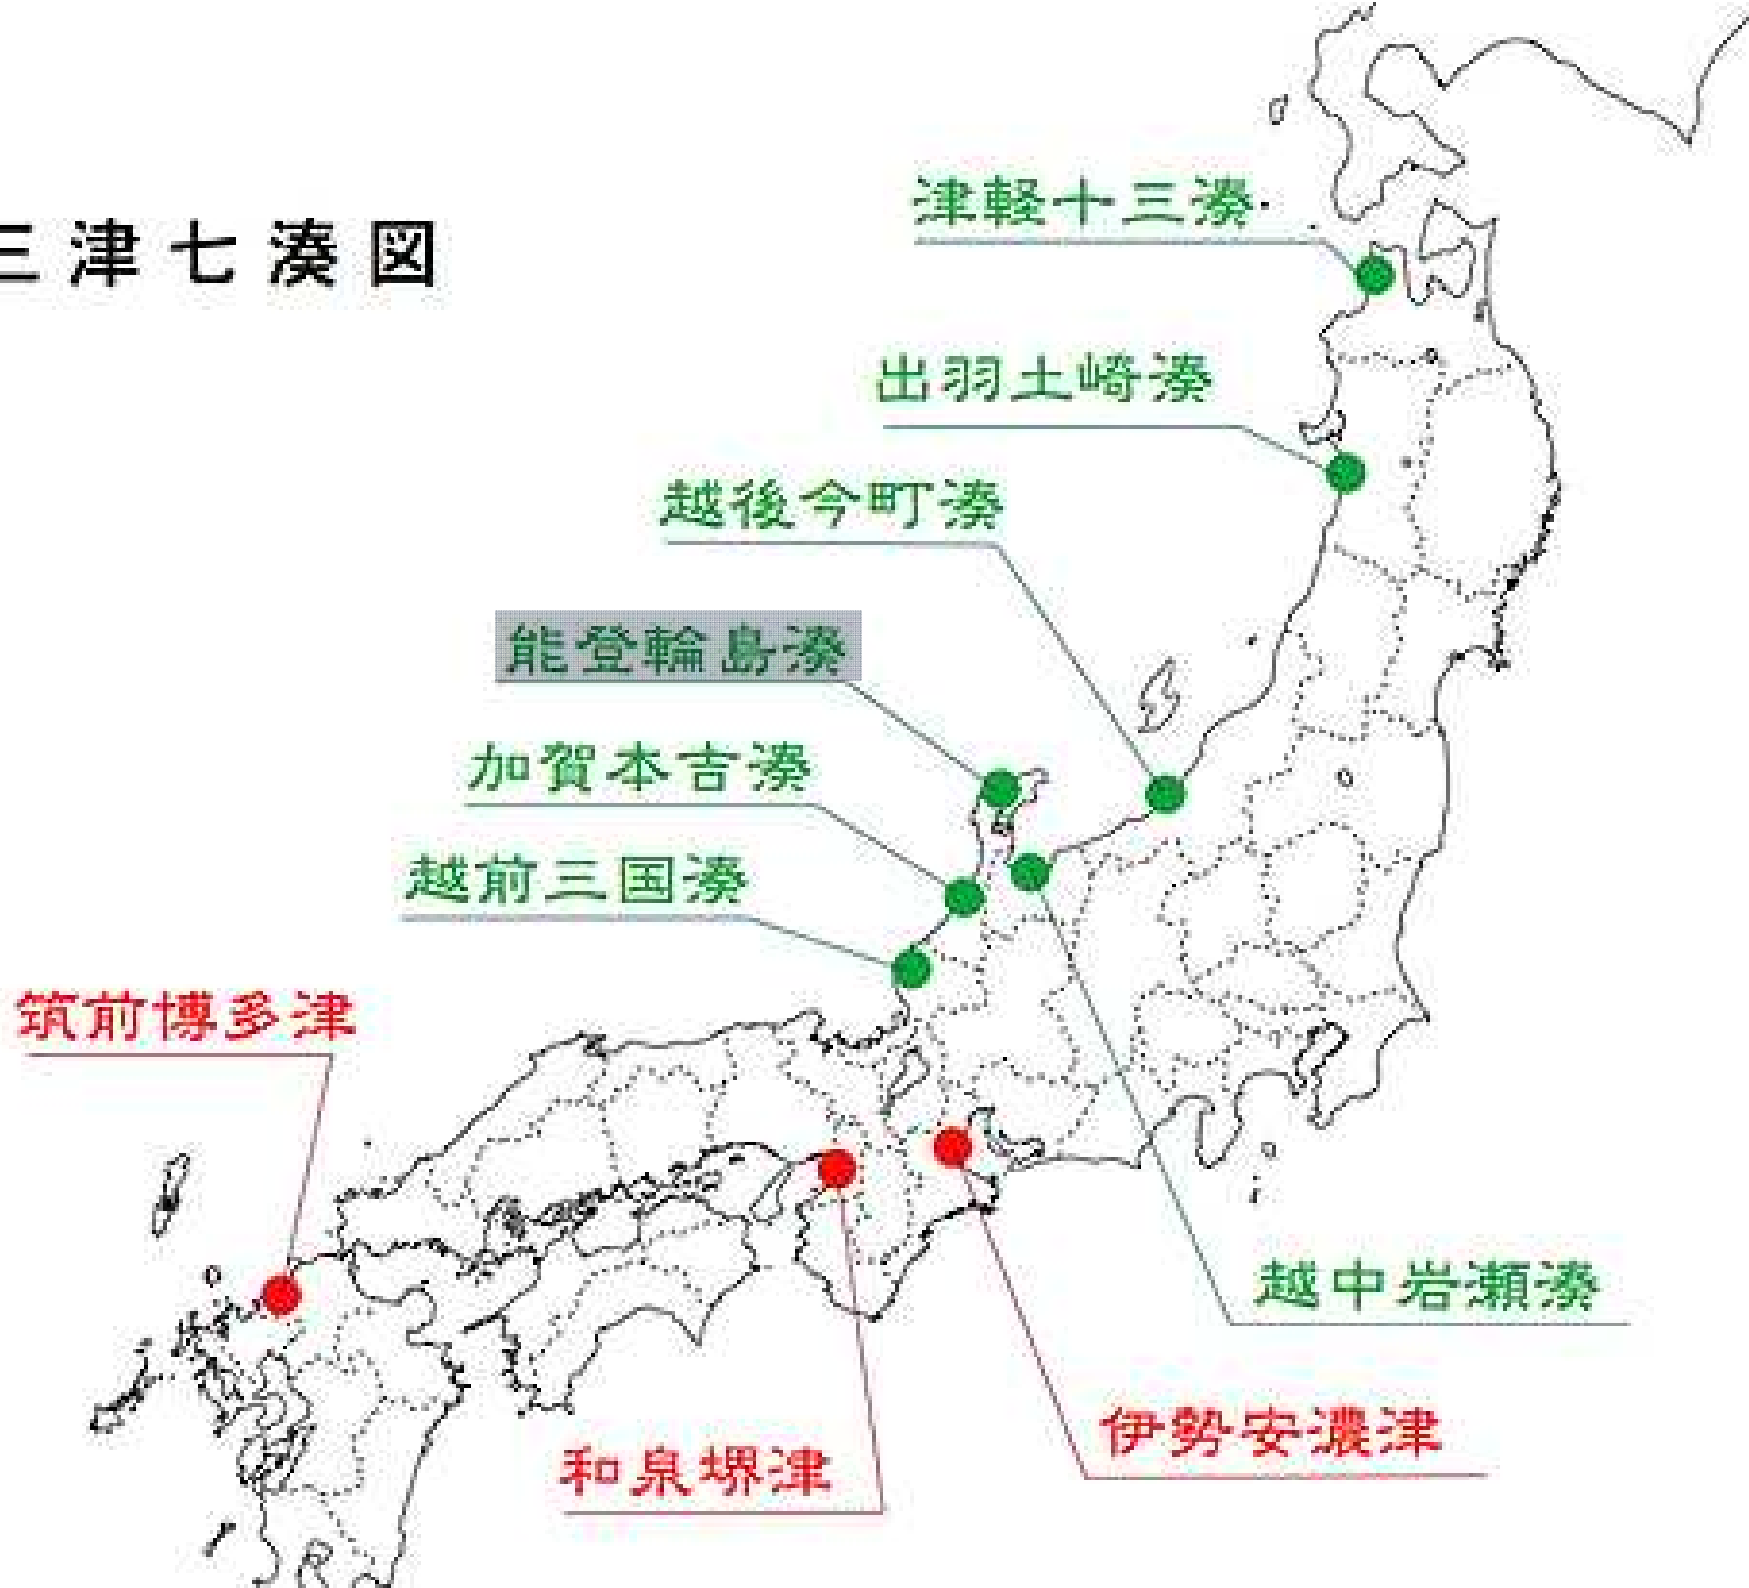 三津七湊図
津軽十三湊
出羽土崎湊
越後今町湊
能登輪島湊
加賀本吉湊
越前三国湊
筑前博多津
越中岩瀬湊
伊勢安濃津
和泉堺津